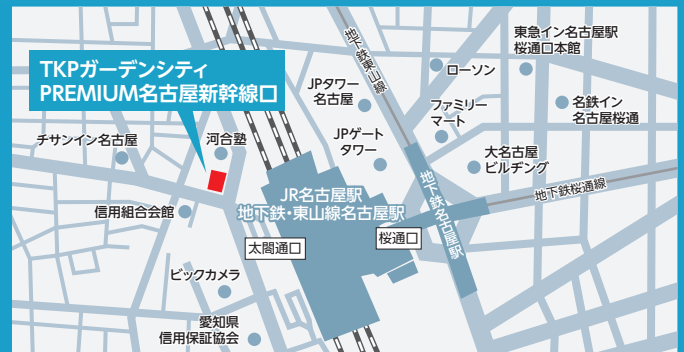 TKPガーデンシティ
PREMIUM名古屋新幹線口
東急イン名古屋駅
桜通口本館
地下鉄東山線
ローソン
JPタワー
名古屋
名鉄イン
名古屋桜通
ファミリー
マート
チサンイン名古屋
河合塾
JPゲート
タワー
大名古屋
ビルヂング
JR名古屋駅
地下鉄・東山線名古屋駅
地下鉄名古屋駅
地下鉄桜通線
信用組合会館
太閤通口
桜通口
ビックカメラ
愛知県
信用保証協会